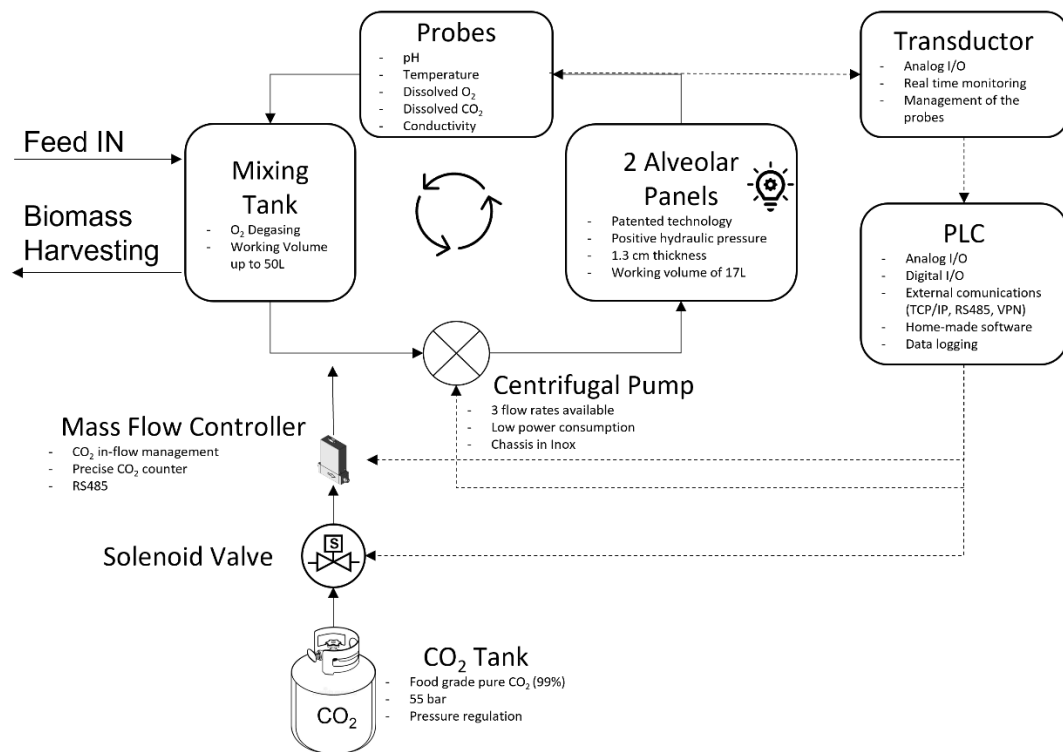 Probes
- pH
- Temperature
- Dissolved O₂
- Dissolved CO₂
- Conductivity
Transductor
- Analog I/O
- Real time monitoring
- Management of the
probes
Feed IN
Biomass
Harvesting
Mixing
Tank
- O₂ Degasing
- Working Volume
up to 50L
2 Alveolar
Panels
- Patented technology
- Positive hydraulic pressure
- 1.3 cm thickness
- Working volume of 17L
PLC
- Analog I/O
- Digital I/O
- External comunications
(TCP/IP, RS485, VPN)
- Home-made software
- Data logging
Centrifugal Pump
- 3 flow rates available
- Low power consumption
- Chassis in Inox
Mass Flow Controller
- CO₂ in-flow management
- Precise CO₂ counter
- RS485
S
Solenoid Valve
CO₂ Tank
- Food grade pure CO₂ (99%)
- 55 bar
- Pressure regulation
CO₂